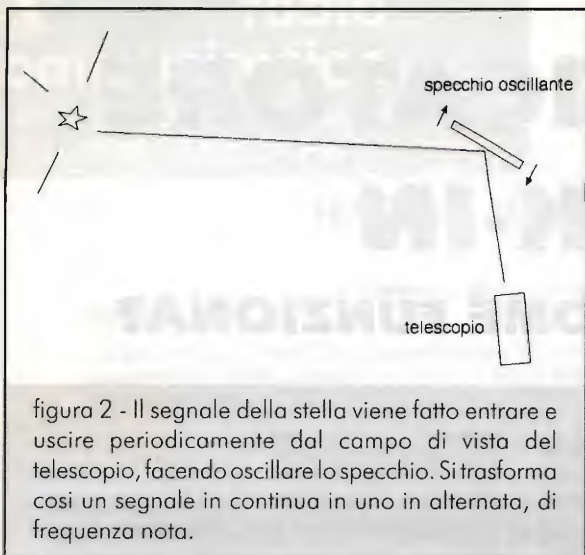 specchio oscillante
telescopio
figura 2 - Il segnale della stella viene fatto entrare e
uscire periodicamente dal campo di vista del
telescopio, facendo oscillare lo specchio. Si trasforma
cosi un segnale in continua in uno in alternata, di
frequenza nota.